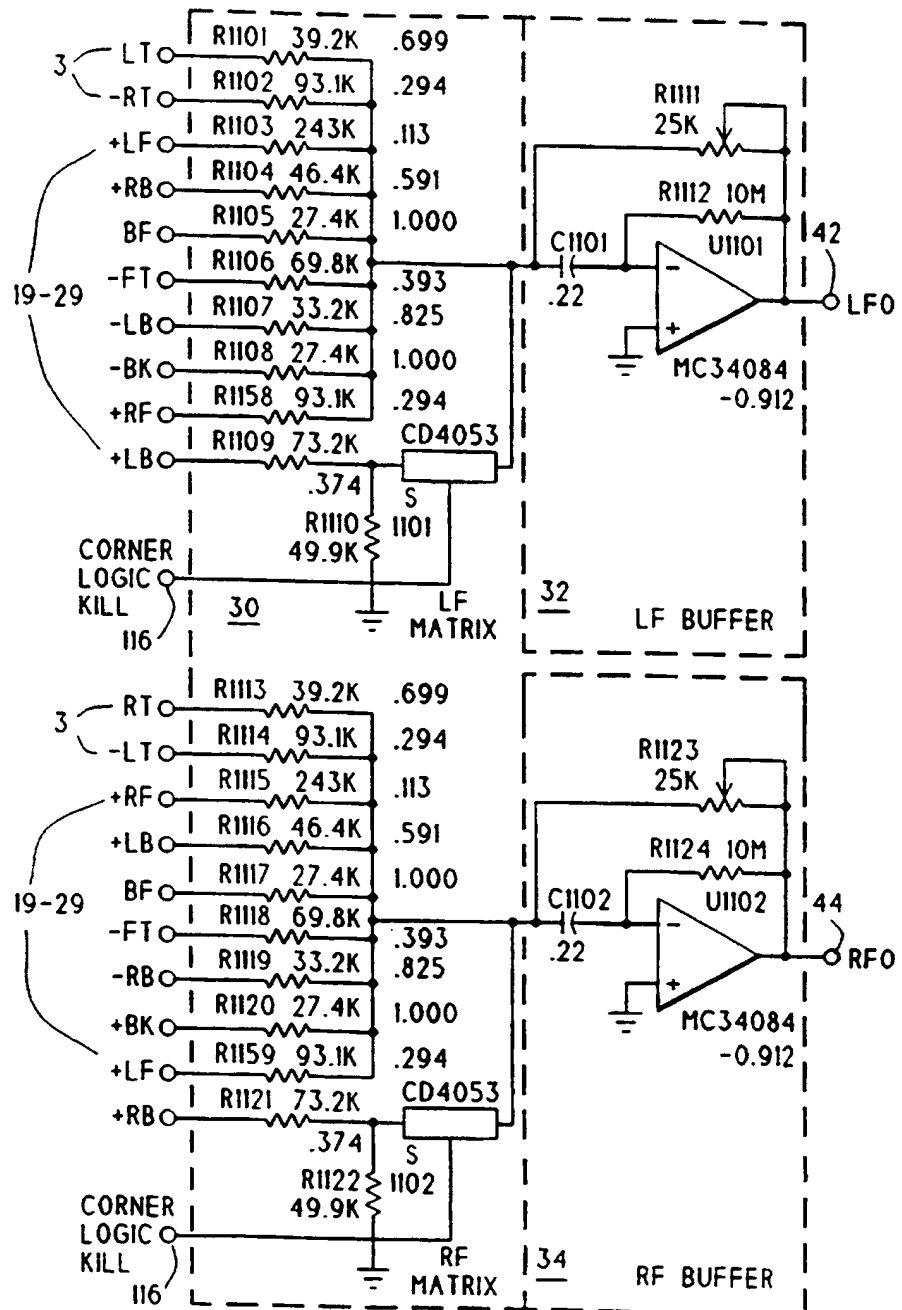 LT R1101 39.2K .699
3
-RT R1102 93.1K .294
+LF R1103 243K .113
R1111
25K
+RB R1104 46.4K .591
BF R1105 27.4K 1.000
R1112 10M
C1101 U1101 42
-FT R1106 69.8K .393
19-29
.22 LFO
-LB R1107 33.2K .825
-BK R1108 27.4K 1.000
MC34084
-0.912
+RF R1158 93.1K .294
+LB R1109 73.2K CD4053
.374
S
1101
R1110
49.9K
CORNER
LOGIC
KILL
116
30
LF
MATRIX
32
LF BUFFER
RT R1113 39.2K .699
3
-LT R1114 93.1K .294
+RF R1115 243K .113
R1123
25K
+LB R1116 46.4K .591
BF R1117 27.4K 1.000
R1124 10M
C1102 U1102 44
19-29
-FT R1118 69.8K .393
.22 RFO
-RB R1119 33.2K .825
+BK R1120 27.4K 1.000
MC34084
-0.912
+LF R1159 93.1K .294
+RB R1121 73.2K CD4053
.374
S
1102
R1122
49.9K
CORNER
LOGIC
KILL
116
RF
MATRIX
34
RF BUFFER